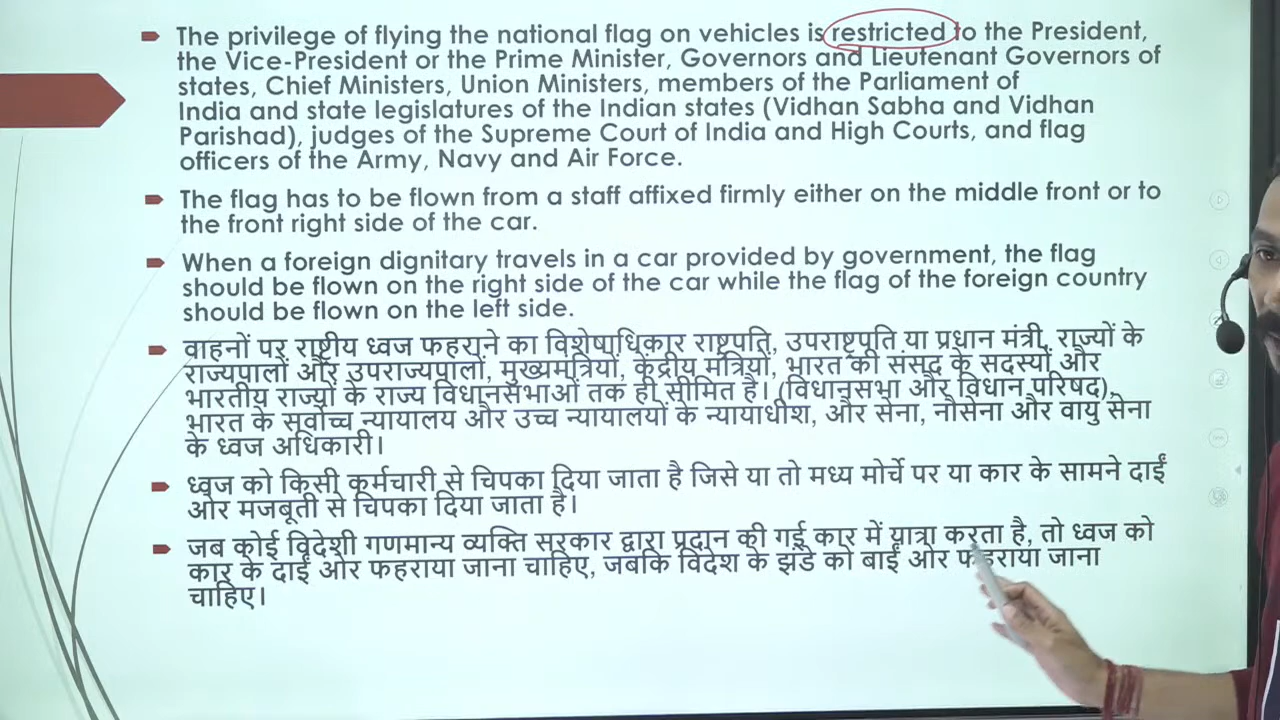 The privilege of flying the national flag on vehicles is restricted to the President,
the Vice-President or the Prime Minister, Governors and Lieutenant Governors of
states, Chief Ministers, Union Ministers, members of the Parliament of
India and state legislatures of the Indian states (Vidhan Sabha and Vidhan
Parishad), judges of the Supreme Court of India and High Courts, and flag
officers of the Army, Navy and Air Force.
The flag has to be flown from a staff affixed firmly either on the middle front or to
the front right side of the car.
When a foreign dignitary travels in a car provided by government, the flag
should be flown on the right side of the car while the flag of the foreign country
should be flown on the left side.
वाहनों पर राष्ट्रीय ध्वज फहराने का विशेषाधिकार राष्ट्रपति, उपराष्ट्रपति या प्रधान मंत्री, राज्यों के
राज्यपालों और उपराज्यपालों, मुख्यमंत्रियों, केंद्रीय मंत्रियों, भारत की संसद के सदस्यों और
भारतीय राज्यों के राज्य विधानसभाओं तक ही सीमित है। (विधानसभा और विधान परिषद),
भारत के सर्वोच्च न्यायालय और उच्च न्यायालयों के न्यायाधीश, और सेना, नौसेना और वायु सेना
के ध्वज अधिकारी।
ध्वज को किसी कर्मचारी से चिपका दिया जाता है जिसे या तो मध्य मोर्चे पर या कार के सामने दाईं
ओर मजबूती से चिपका दिया जाता है।
जब कोई विदेशी गणमान्य व्यक्ति सरकार द्वारा प्रदान की गई कार में यात्रा करता है, तो ध्वज को
कार के दाईं ओर फहराया जाना चाहिए, जबकि विदेश के झंडे को बाईं ओर फहराया जाना
चाहिए।